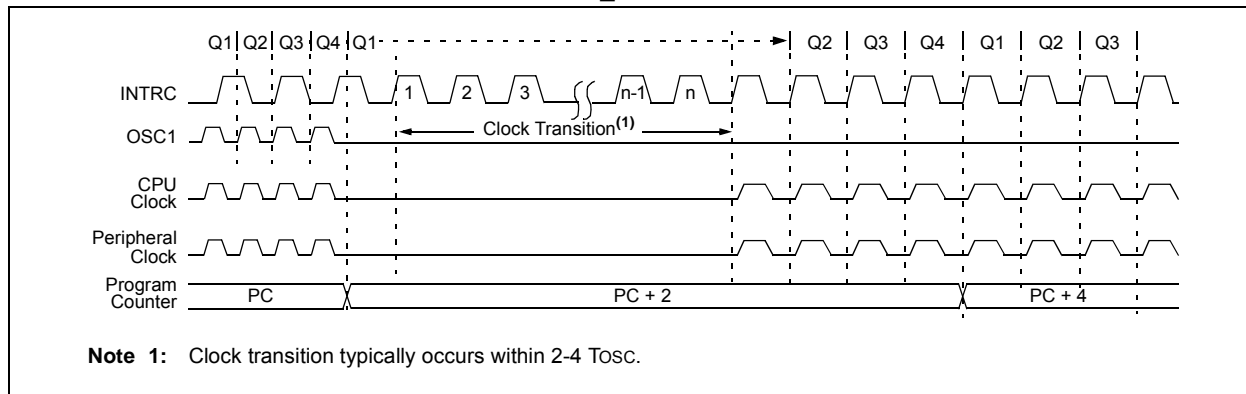 Q1 Q2 Q3 Q4 Q1 Q2 Q3 Q4 Q1 Q2 Q3
INTRC 1 2 3 n-1 n
OSC1 Clock Transition(1)
CPU
Clock
Peripheral
Clock
Program
Counter
PC PC + 2 PC + 4
Note 1: Clock transition typically occurs within 2-4 TOSC.